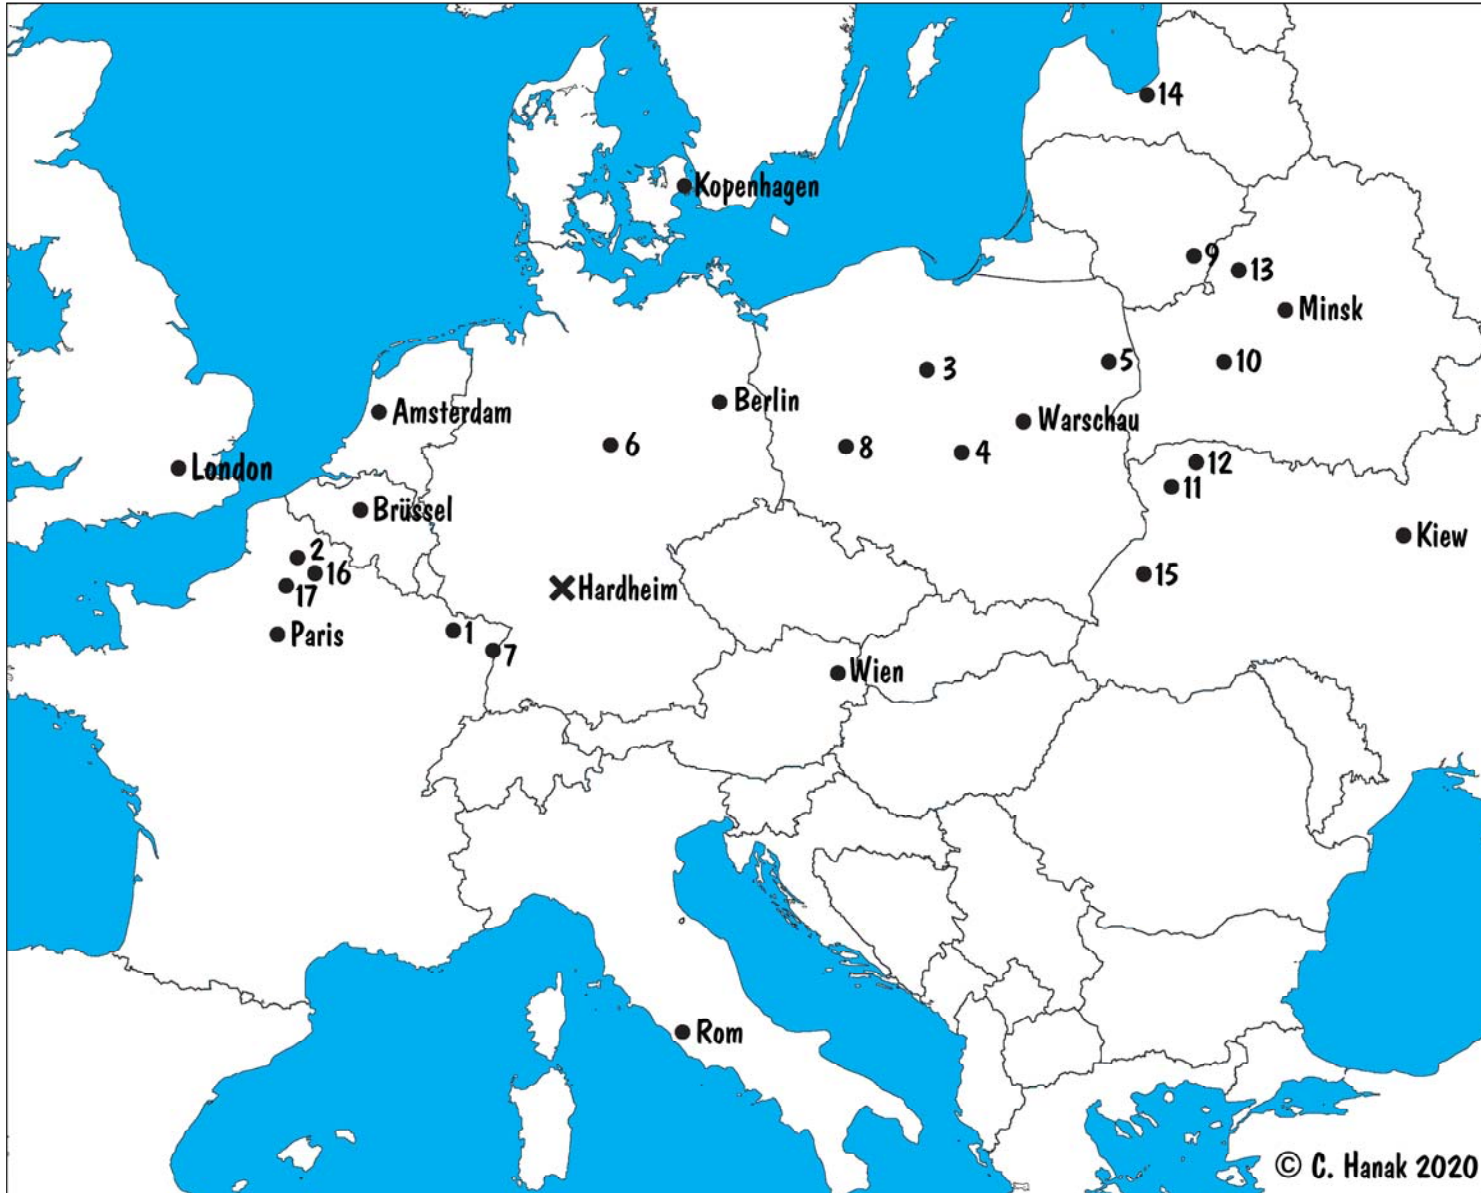 14
Kopenhagen
9
13
Minsk
3
5
10
Berlin
Amsterdam
Warschau
6
8
4
London
12
11
Brüssel
Kiew
2
16
15
17
Hardheim
Paris
1
7
Wien
Rom
© C. Hanak 2020